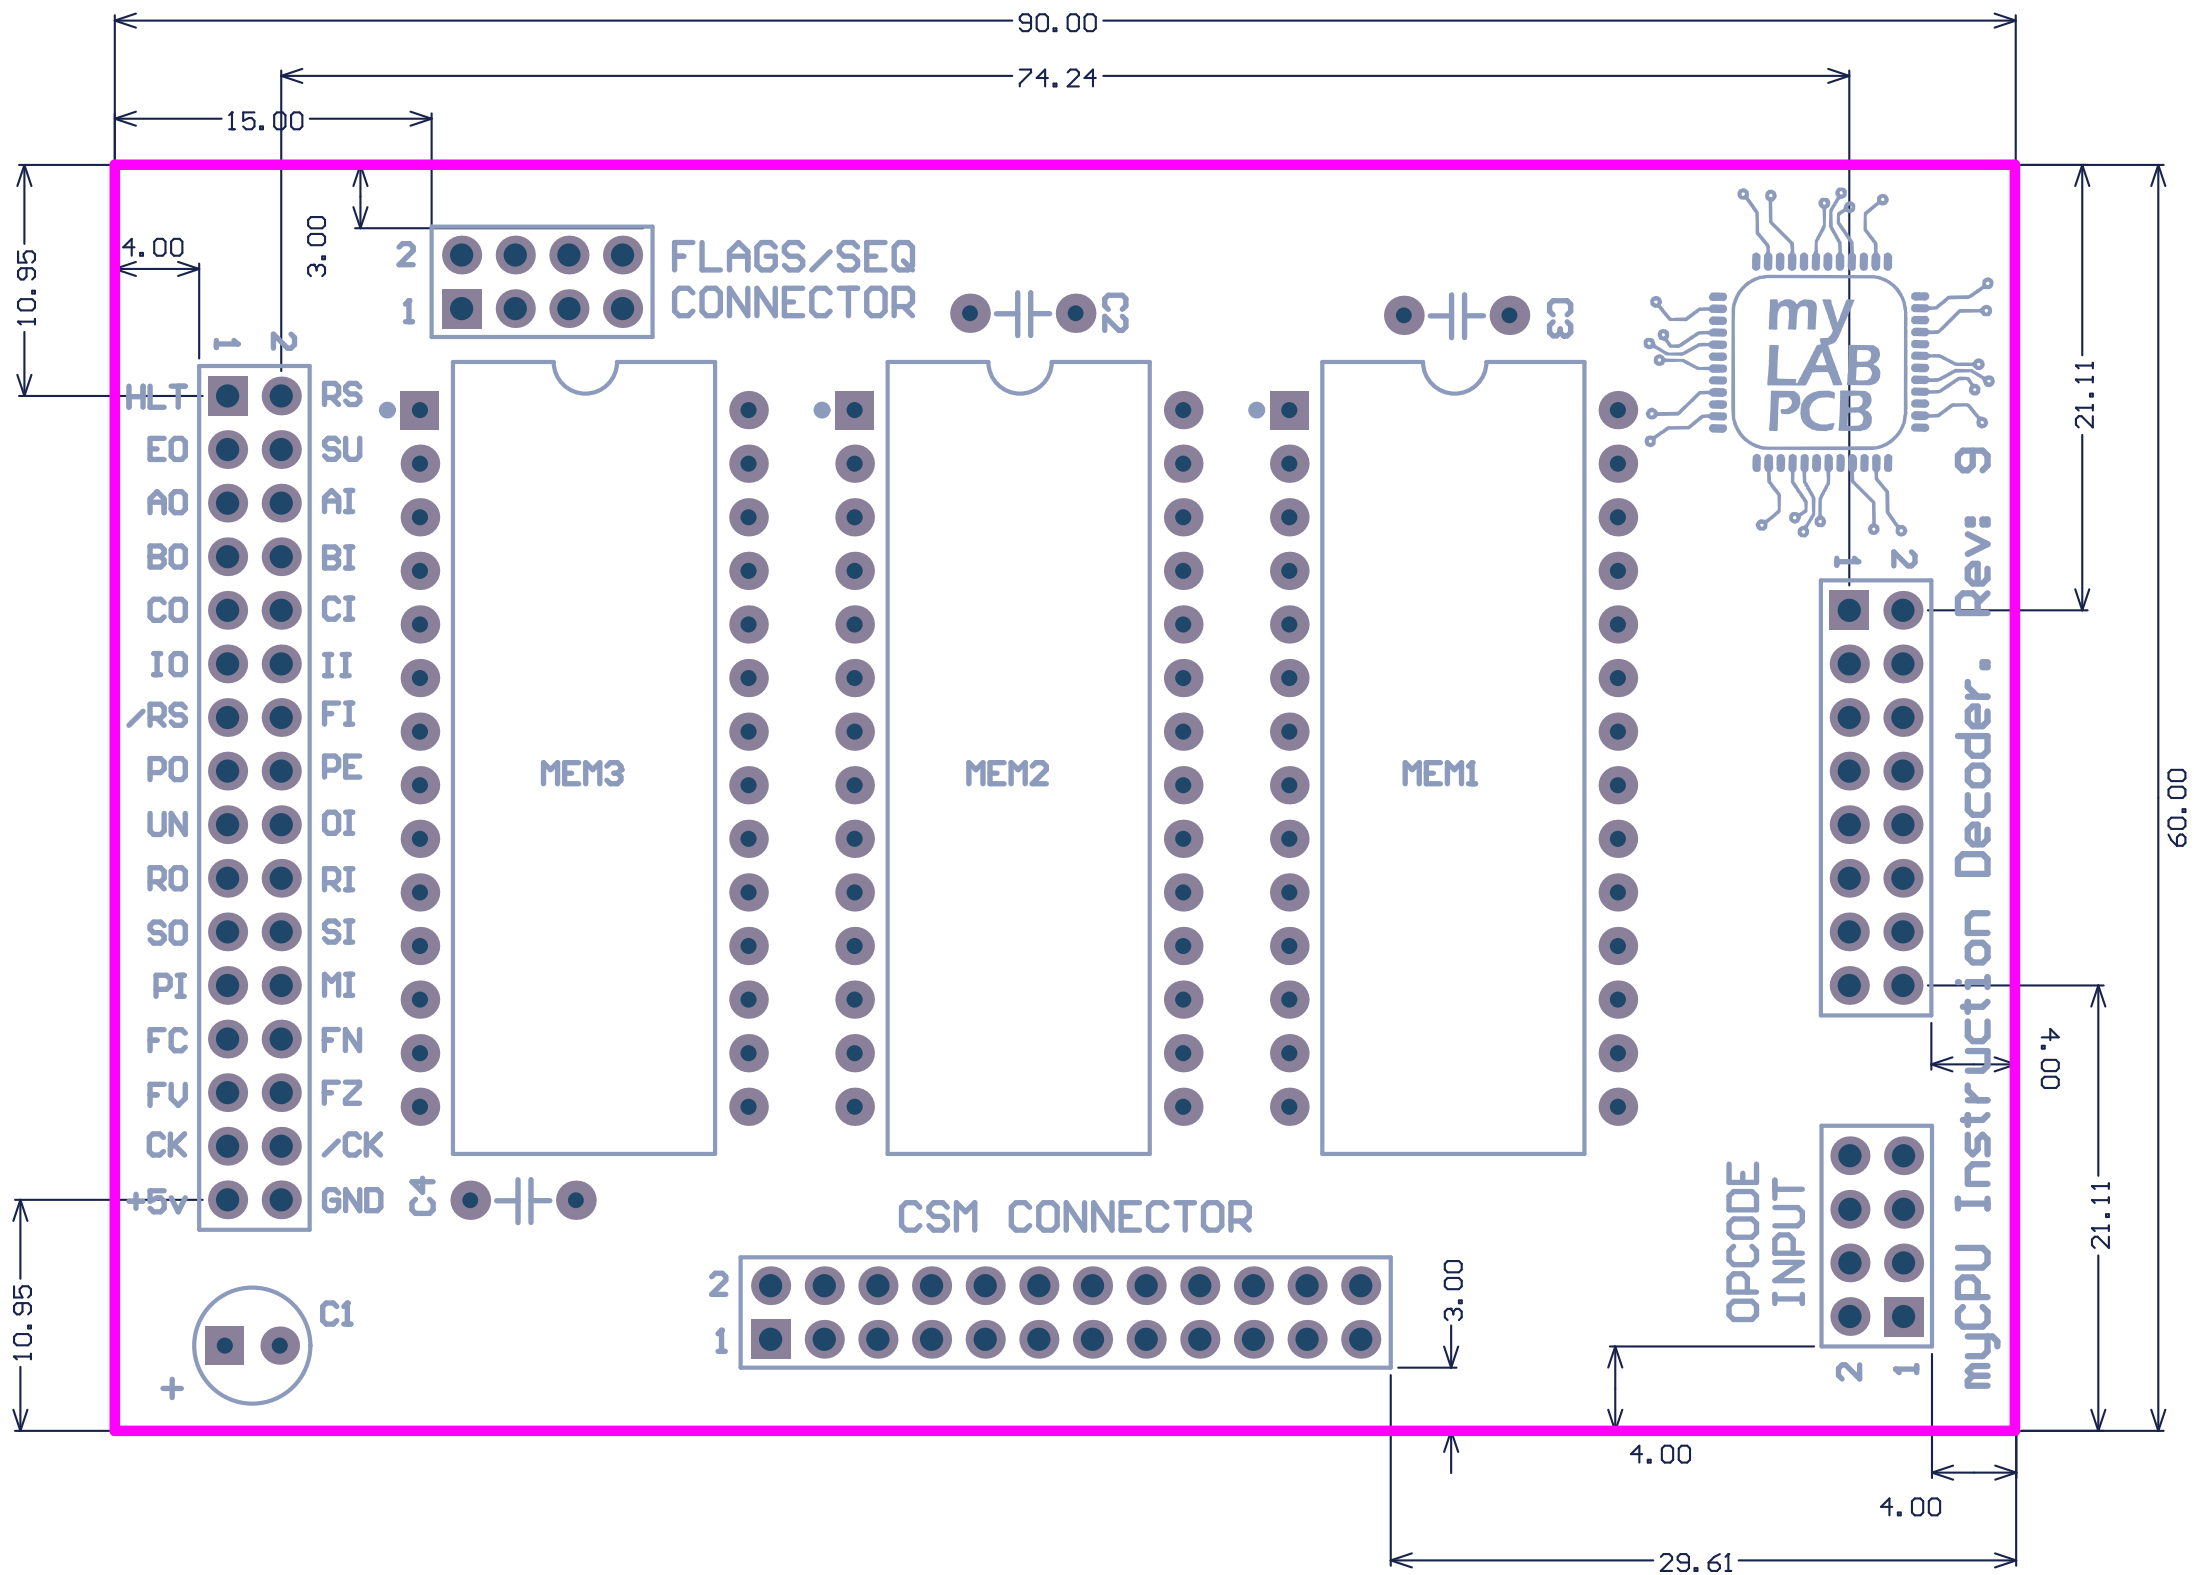 90.00
74.24
15.00
10.95
4.00
3.00
2
1
FLAGS/SEQ
CONNECTOR
C2
C3
my
LAB
PCB
21.11
60.00
1 2
HLT RS
EO SU
AO AI
BO BI
CO CI
IO II
/RS FI
PO PE
UN OI
RO RI
SO SI
PI MI
FC FN
FV FZ
CK /CK
+5v GND
MEM3 MEM2 MEM1
1 2
myCPU Instruction Decoder. Rev: 9
4.00
21.11
C4
CSM CONNECTOR
2
1
3.00
OPCODE
INPUT
2 1
10.95
C1
+
4.00
4.00
29.61